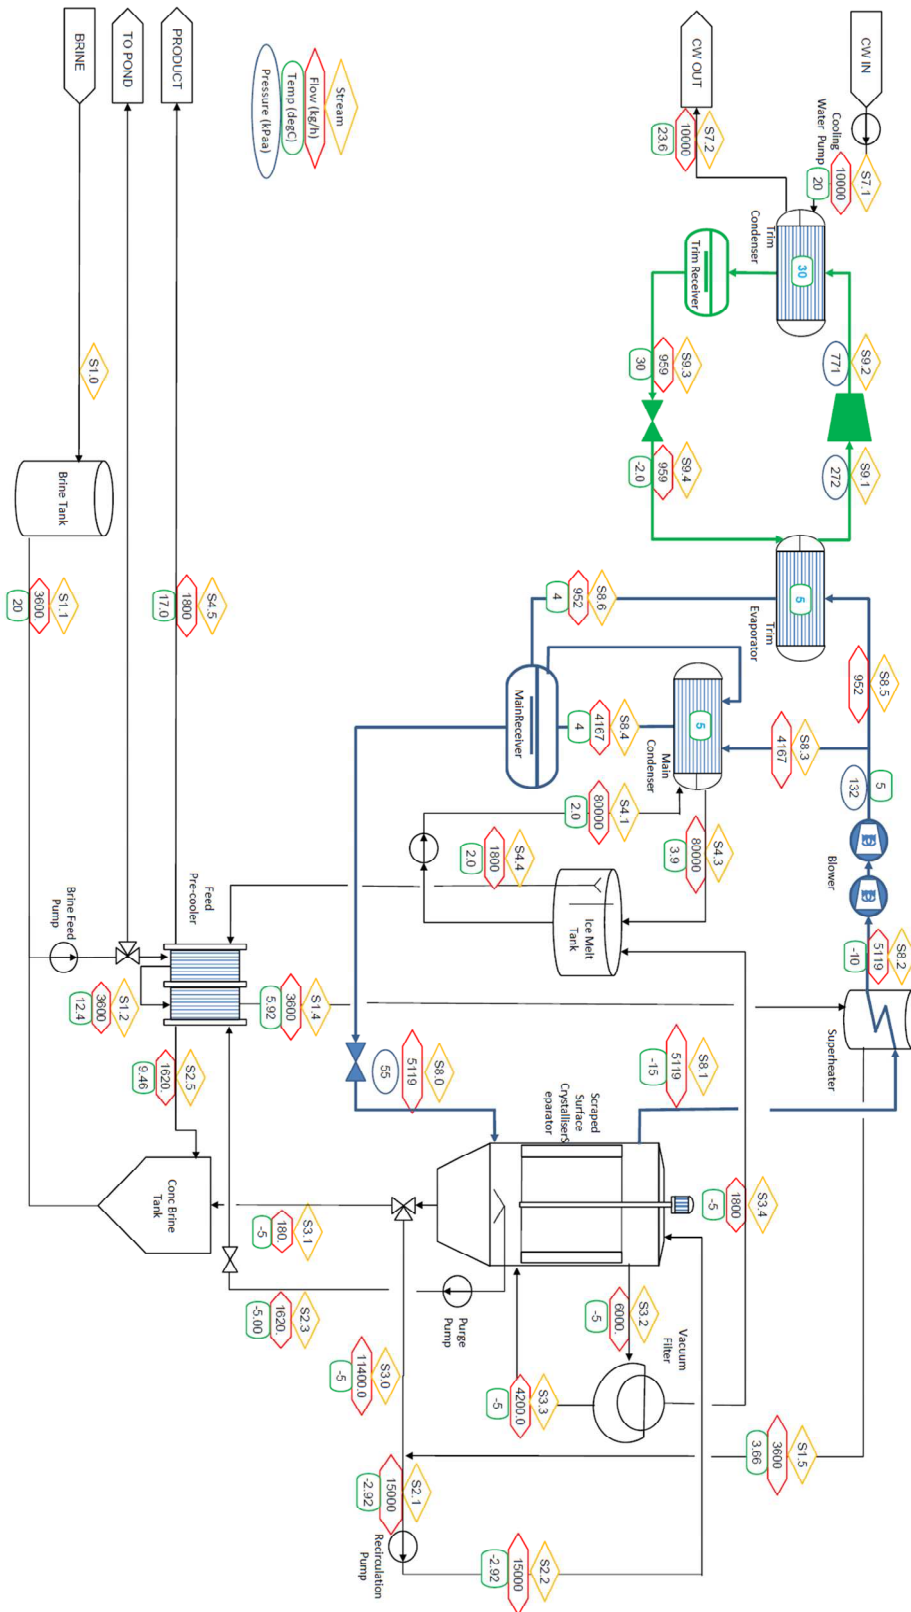 CW IN
Cooling
Water Pump
S7.1
10000
20
CW OUT
S7.2
10000
23.6
PRODUCT
TO POND
BRINE
Stream
Flow (kg/h)
Temp (degC)
Pressure (kPaa)
30
Trim
Condenser
Trim Receiver
S9.2
771
S9.1
272
S9.3
959
30
S9.4
959
-2.0
5
Trim
Evaporator
S8.5
952
S8.6
952
4
S1.0
Brine Tank
S1.1
3600.
20
S4.5
1800
17.0
5
Main
Condenser
S8.3
4167
S8.4
4167
4
MainReceiver
5
132
Blower
S8.2
5119
-10
Superheater
S4.1
80000
2.0
S4.3
80000
3.9
S4.4
1800
2.0
Ice Melt
Tank
Feed
Pre-cooler
Brine Feed
Pump
S1.2
3600
12.4
S1.4
3600
5.92
S2.5
1620.
9.46
S8.0
5119
55
S8.1
5119
-15
Scraped
Surface
CrystalliserS
eparator
S3.4
1800
-5
Conc Brine
Tank
S3.1
180.
-5
S2.3
1620.
-5.00
Purge
Pump
S3.2
6000.
-5
Vacuum
Filter
S3.3
4200.0
-5
S3.0
11400.0
-5
S1.5
3600
3.66
S2.1
15000
-2.92
Recirculation
Pump
S2.2
15000
-2.92